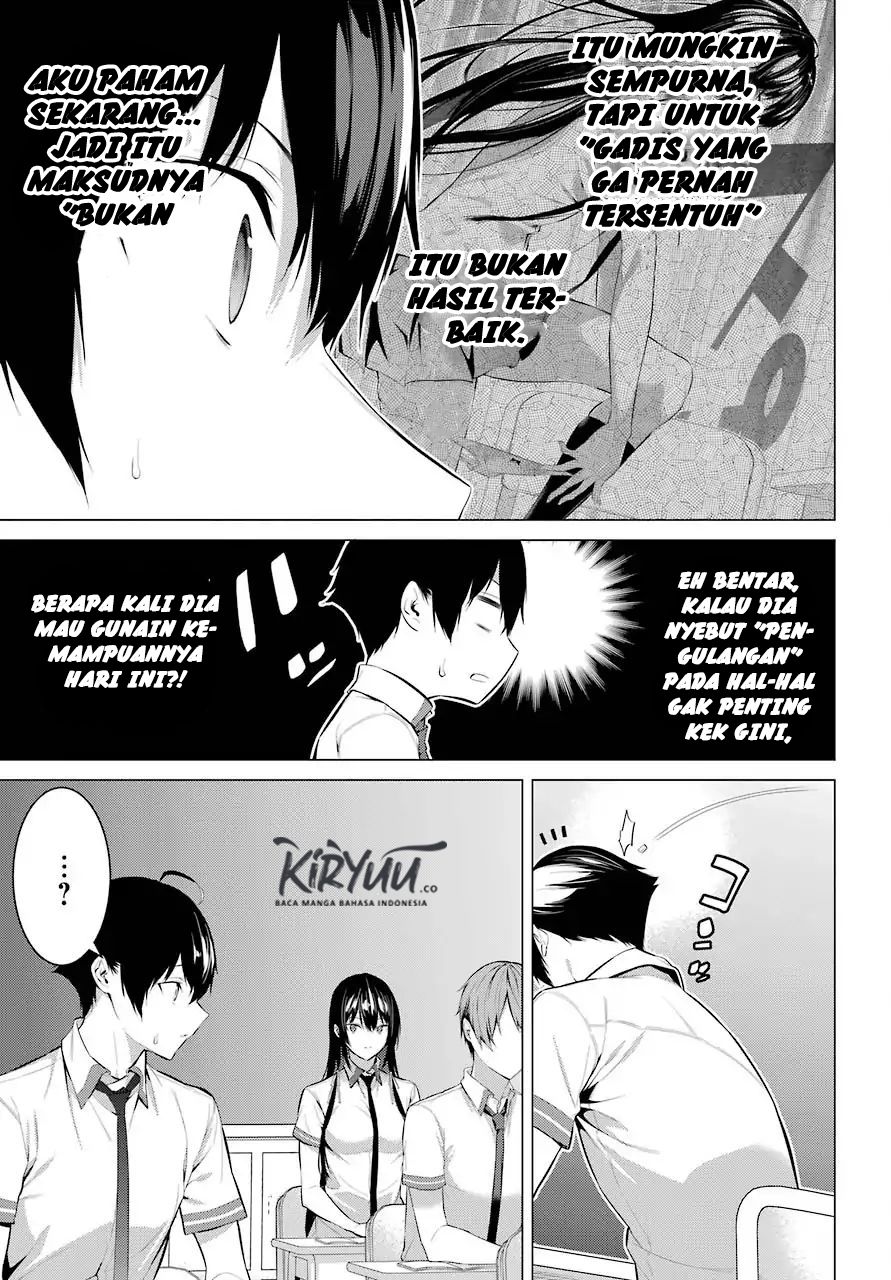 ITU MUNGKIN
SEMPURNA,
TAPI UNTUK
"GADIS YANG
GA PERNAH
TERSENTUH"
ITU BUKAN
HASIL TER-
BAIK.
AKU PAHAM
SEKARANG...
JADI ITU
MAKSUDNYA
"BUKAN
EH BENTAR,
KALAU DIA
NYEBUT "PEN-
GULANGAN"
PADA HAL-HAL
GAK PENTING
KEK GINI,
BERAPA KALI DIA
MAU GUNAIN KE-
MAMPUANNYA
HARI INI?!
コン
...?
KIRYUU.CO
BACA MANGA BAHASA INDONESIA